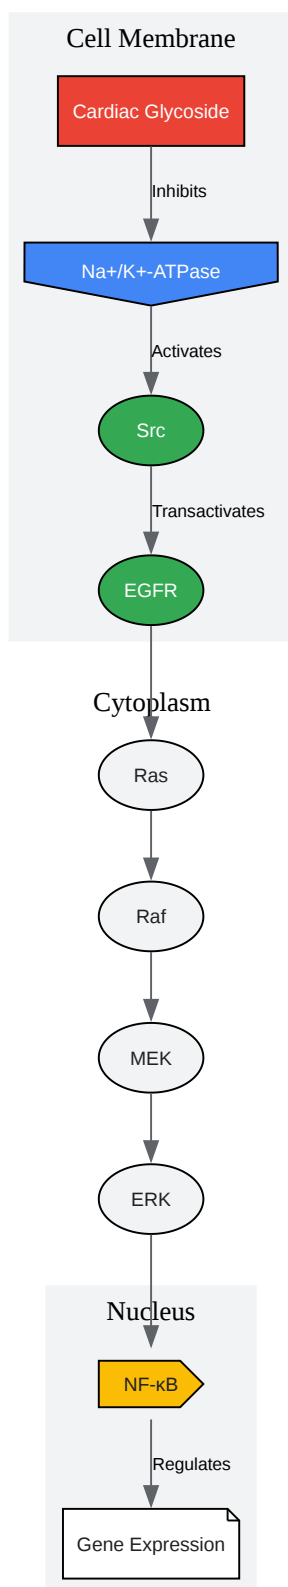 Cell Membrane
Cardiac Glycoside
Inhibits
Na+/K+-ATPase
Activates
Src
Transactivates
EGFR
Cytoplasm
Ras
Raf
MEK
ERK
Nucleus
NF-κB
Regulates
Gene Expression